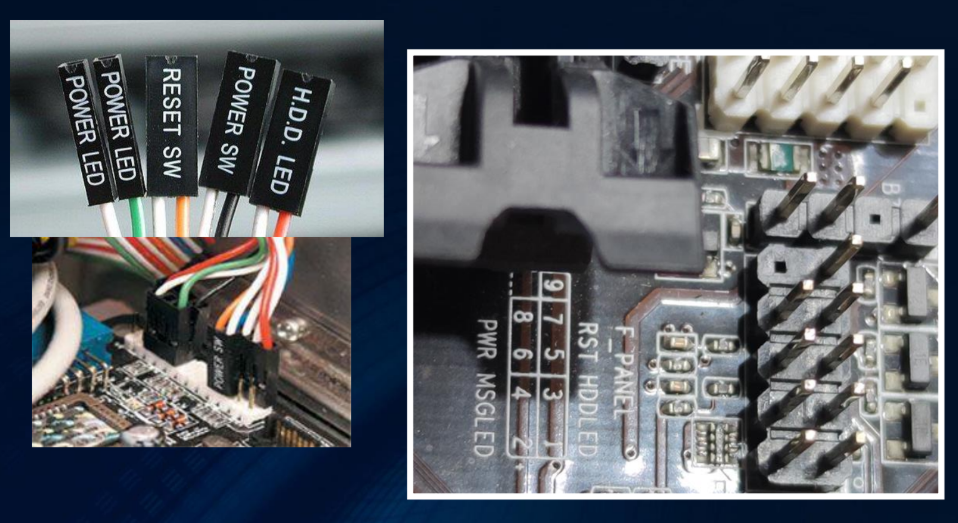 POWER LED
POWER LED
RESET SW
POWER SW
H.D.D. LED
POWER SW
F_PANEL
RST HDDLED
9 7 5 3 1
8 6 4 2
PWR MSGLED